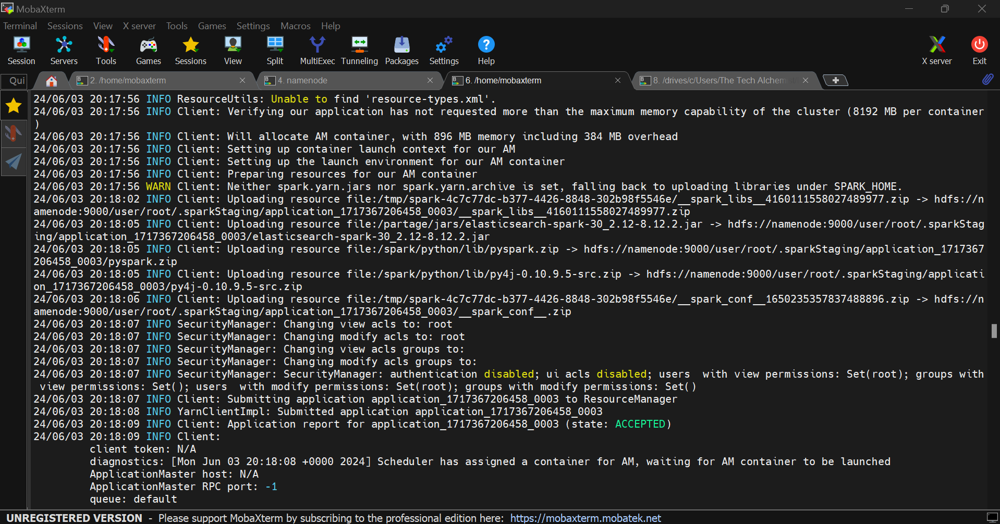 MobaXterm
Terminal Sessions View X server Tools Games Settings Macros Help
Session Servers Tools Games Sessions View Split MultiExec Tunneling Packages Settings Help X server Exit
Qui 2. /home/mobaxterm 4. namenode 6. /home/mobaxterm 8. /drives/c/Users/The Tech Alchem
24/06/03 20:17:56 INFO ResourceUtils: Unable to find 'resource-types.xml'.
24/06/03 20:17:56 INFO Client: Verifying our application has not requested more than the maximum memory capability of the cluster (8192 MB per container
)
24/06/03 20:17:56 INFO Client: Will allocate AM container, with 896 MB memory including 384 MB overhead
24/06/03 20:17:56 INFO Client: Setting up container launch context for our AM
24/06/03 20:17:56 INFO Client: Setting up the launch environment for our AM container
24/06/03 20:17:56 INFO Client: Preparing resources for our AM container
24/06/03 20:17:56 WARN Client: Neither spark.yarn.jars nor spark.yarn.archive is set, falling back to uploading libraries under SPARK_HOME.
24/06/03 20:18:02 INFO Client: Uploading resource file:/tmp/spark-4c7c77dc-b377-4426-8848-302b98f5546e/__spark_libs__4160111558027489977.zip -> hdfs://n
amenode:9000/user/root/.sparkStaging/application_1717367206458_0003/__spark_libs__4160111558027489977.zip
24/06/03 20:18:05 INFO Client: Uploading resource file:/partage/jars/elasticsearch-spark-30_2.12-8.12.2.jar -> hdfs://namenode:9000/user/root/.sparkStag
ing/application_1717367206458_0003/elasticsearch-spark-30_2.12-8.12.2.jar
24/06/03 20:18:05 INFO Client: Uploading resource file:/spark/python/lib/pyspark.zip -> hdfs://namenode:9000/user/root/.sparkStaging/application_1717367
206458_0003/pyspark.zip
24/06/03 20:18:05 INFO Client: Uploading resource file:/spark/python/lib/py4j-0.10.9.5-src.zip -> hdfs://namenode:9000/user/root/.sparkStaging/applicati
on_1717367206458_0003/py4j-0.10.9.5-src.zip
24/06/03 20:18:06 INFO Client: Uploading resource file:/tmp/spark-4c7c77dc-b377-4426-8848-302b98f5546e/__spark_conf__1650235357837488896.zip -> hdfs://n
amenode:9000/user/root/.sparkStaging/application_1717367206458_0003/__spark_conf__.zip
24/06/03 20:18:07 INFO SecurityManager: Changing view acls to: root
24/06/03 20:18:07 INFO SecurityManager: Changing modify acls to: root
24/06/03 20:18:07 INFO SecurityManager: Changing view acls groups to:
24/06/03 20:18:07 INFO SecurityManager: Changing modify acls groups to:
24/06/03 20:18:07 INFO SecurityManager: SecurityManager: authentication disabled; ui acls disabled; users  with view permissions: Set(root); groups with
 view permissions: Set(); users  with modify permissions: Set(root); groups with modify permissions: Set()
24/06/03 20:18:07 INFO Client: Submitting application application_1717367206458_0003 to ResourceManager
24/06/03 20:18:08 INFO YarnClientImpl: Submitted application application_1717367206458_0003
24/06/03 20:18:09 INFO Client: Application report for application_1717367206458_0003 (state: ACCEPTED)
24/06/03 20:18:09 INFO Client:
client token: N/A
diagnostics: [Mon Jun 03 20:18:08 +0000 2024] Scheduler has assigned a container for AM, waiting for AM container to be launched
ApplicationMaster host: N/A
ApplicationMaster RPC port: -1
queue: default
UNREGISTERED VERSION - Please support MobaXterm by subscribing to the professional edition here: https://mobaxterm.mobatek.net